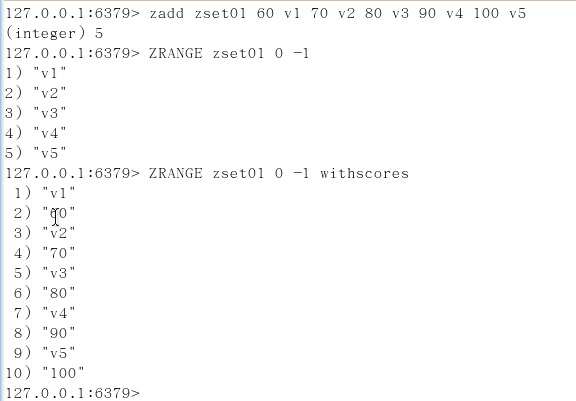 127.0.0.1:6379> zadd zset01 60 v1 70 v2 80 v3 90 v4 100 v5
(integer) 5
127.0.0.1:6379> ZRANGE zset01 0 -1
1) "v1"
2) "v2"
3) "v3"
4) "v4"
5) "v5"
127.0.0.1:6379> ZRANGE zset01 0 -1 withscores
1) "v1"
2) "60"
3) "v2"
4) "70"
5) "v3"
6) "80"
7) "v4"
8) "90"
9) "v5"
10) "100"
127.0.0.1:6379>